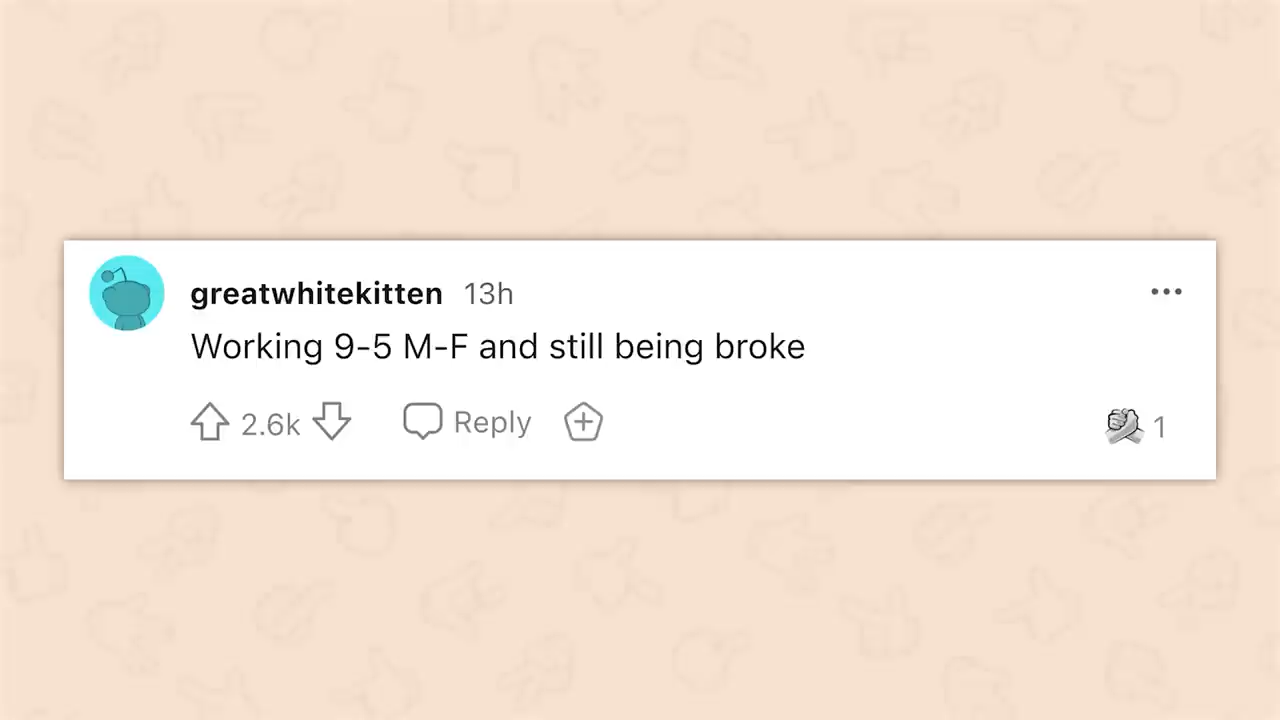 greatwhitekitten 13h
Working 9-5 M-F and still being broke
2.6k Reply 1